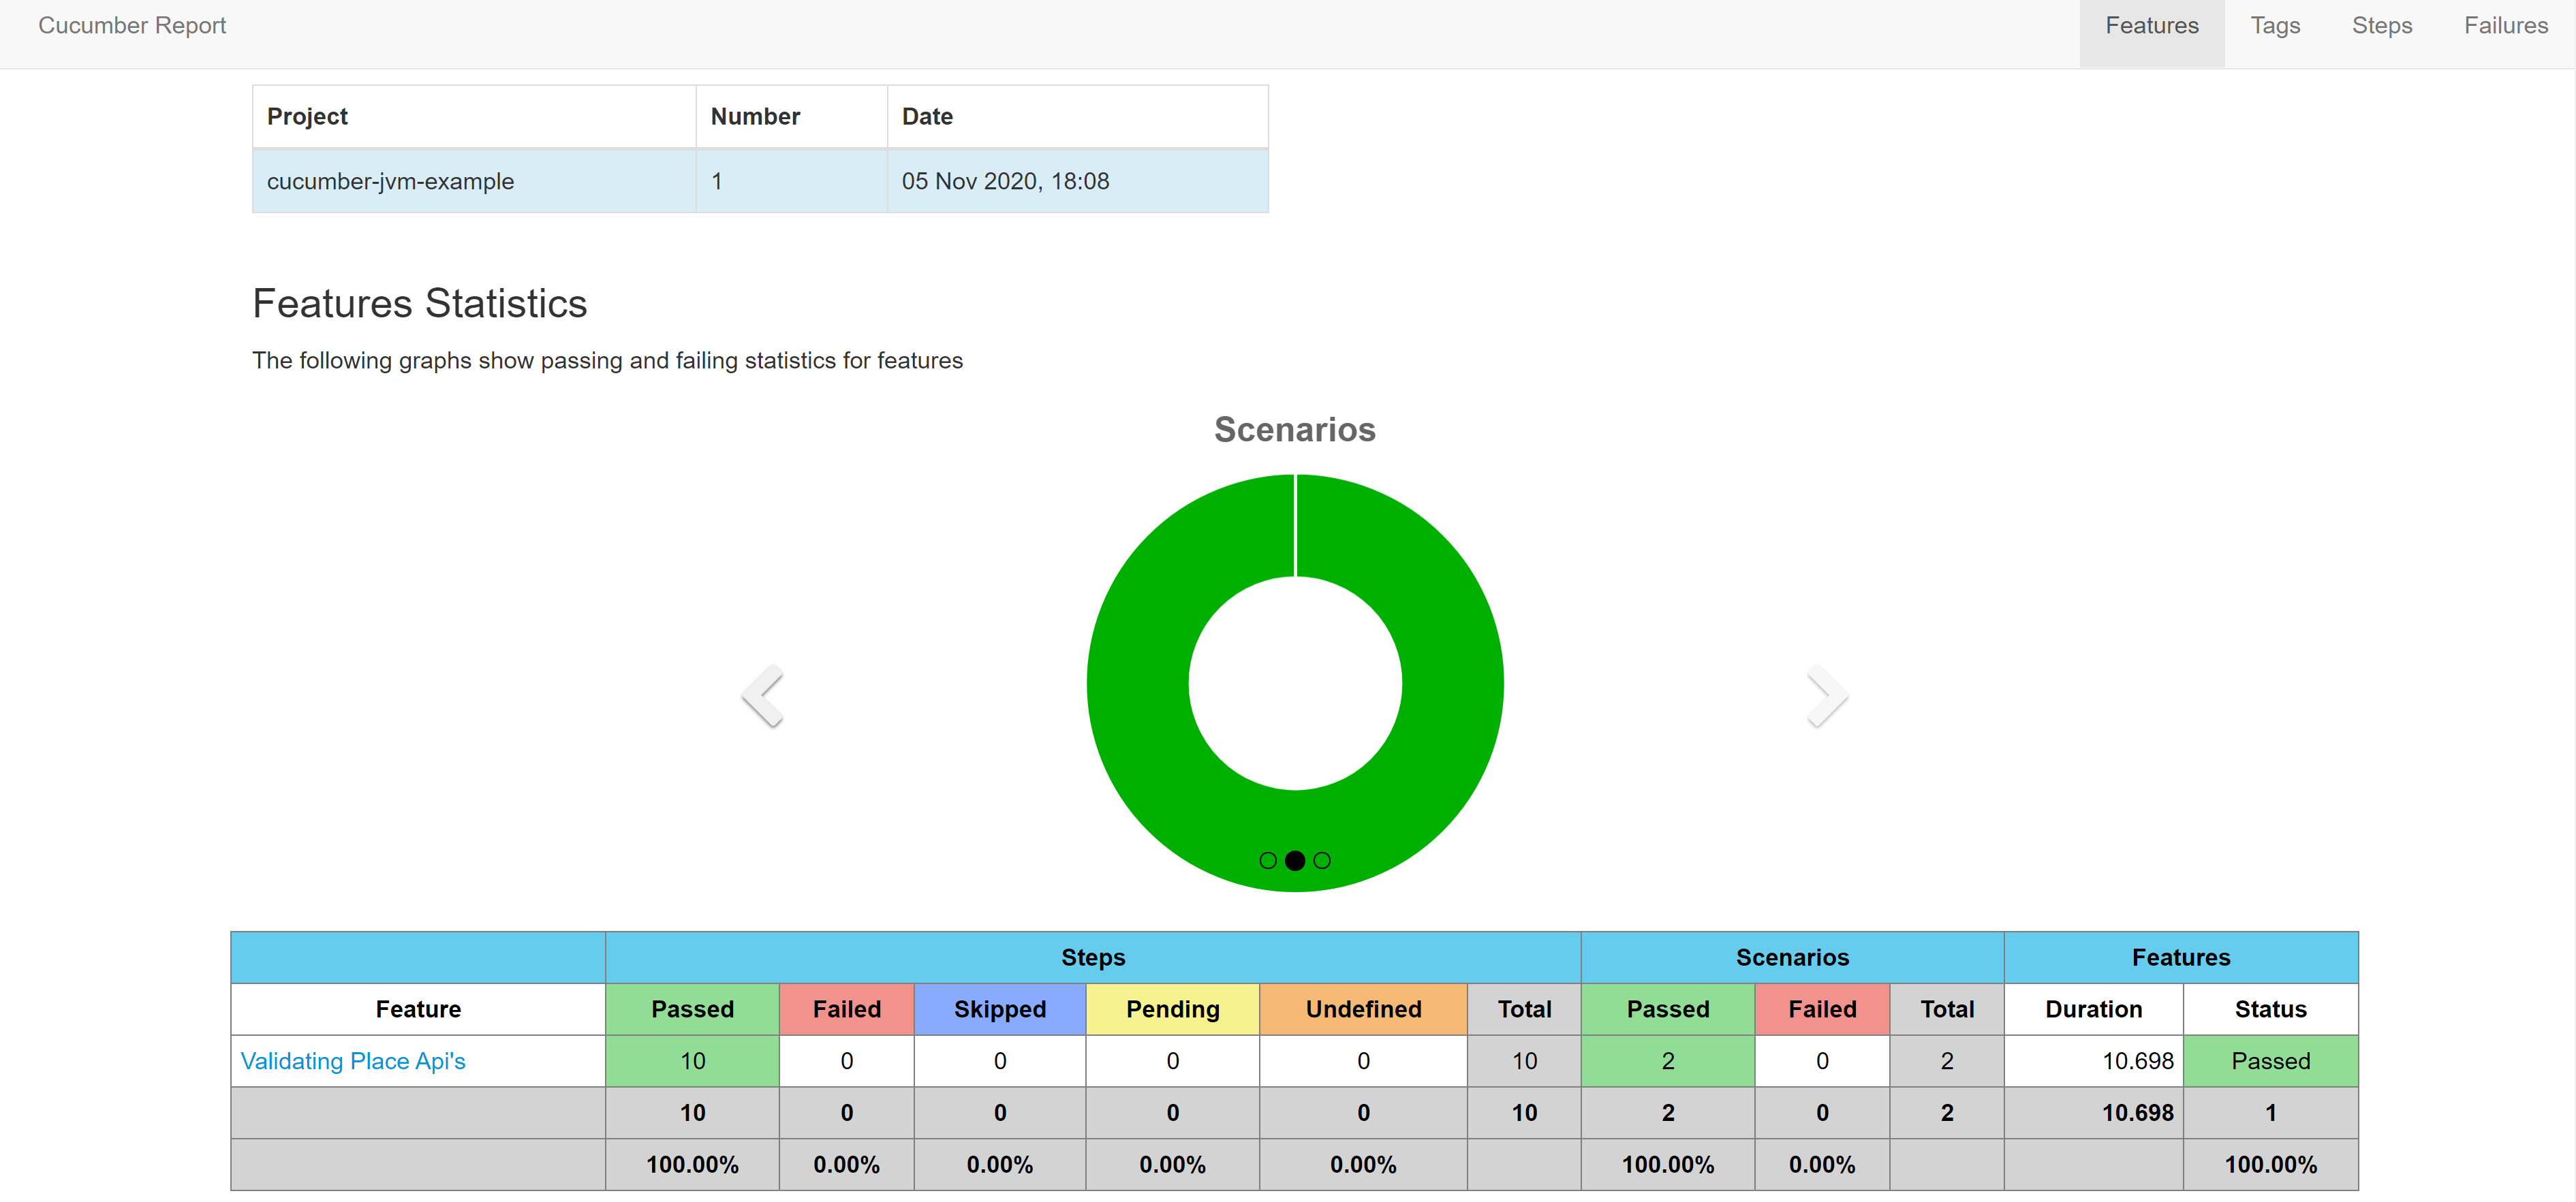 Cucumber Report Features Tags Steps Failures
Project Number Date
cucumber-jvm-example 1 05 Nov 2020, 18:08
Features Statistics
The following graphs show passing and failing statistics for features
Scenarios
Steps Scenarios Features
Feature Passed Failed Skipped Pending Undefined Total Passed Failed Total Duration Status
Validating Place Api's 10 0 0 0 0 10 2 0 2 10.698 Passed
10 0 0 0 0 10 2 0 2 10.698 1
100.00% 0.00% 0.00% 0.00% 0.00% 100.00% 0.00% 100.00%